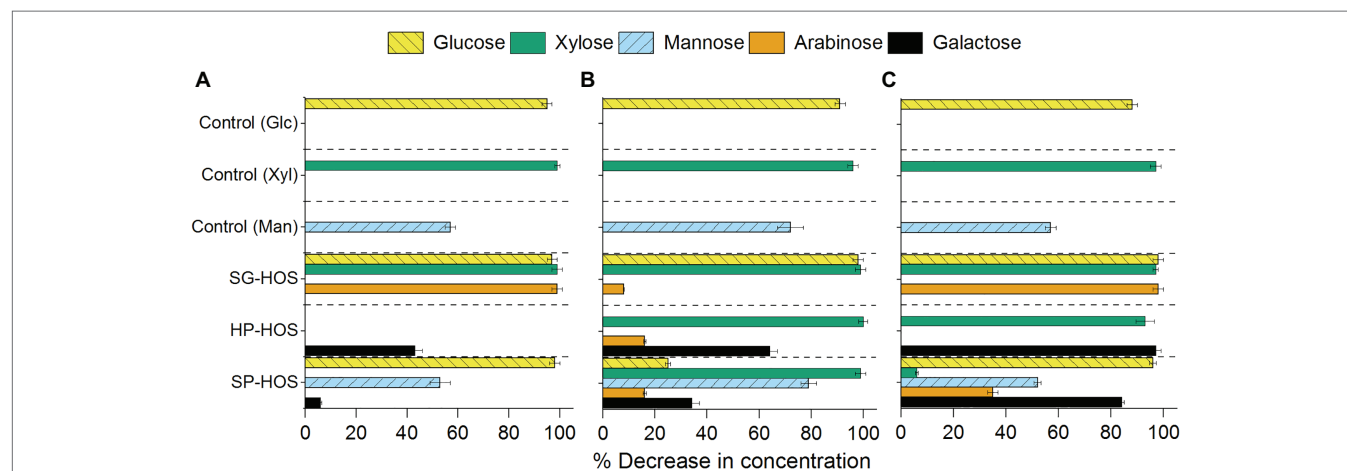 Glucose Xylose Mannose Arabinose Galactose
A B C
Control (Glc)
Control (Xyl)
Control (Man)
SG-HOS
HP-HOS
SP-HOS
0 20 40 60 80 100 0 20 40 60 80 100 0 20 40 60 80 100
% Decrease in concentration